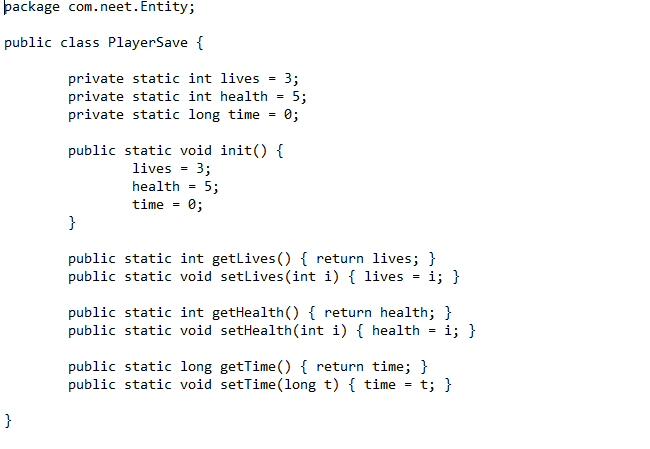 package com.neet.Entity;

public class PlayerSave {

	private static int lives = 3;
	private static int health = 5;
	private static long time = 0;

	public static void init() {
		lives = 3;
		health = 5;
		time = 0;
	}

	public static int getLives() { return lives; }
	public static void setLives(int i) { lives = i; }

	public static int getHealth() { return health; }
	public static void setHealth(int i) { health = i; }

	public static long getTime() { return time; }
	public static void setTime(long t) { time = t; }

}